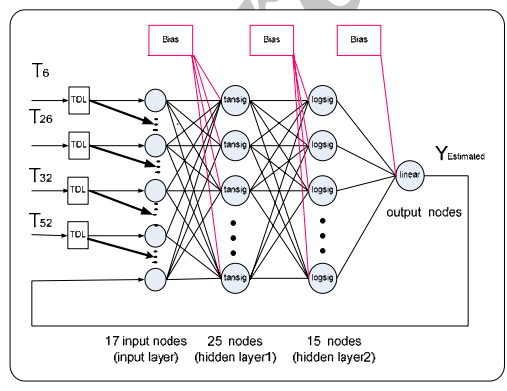 Bias
Bias
Bias
T6
TDL
tansig
logsig
T26
TDL
tansig
logsig
YEstimated
T32
TDL
tansig
logsig
linear
output nodes
T52
TDL
tansig
logsig
17 input nodes
(input layer)
25 nodes
(hidden layer1)
15 nodes
(hidden layer2)